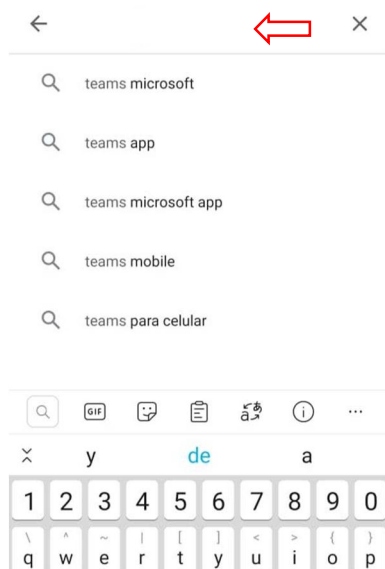 teams microsoft
teams app
teams microsoft app
teams mobile
teams para celular
GIF
y de a
1 2 3 4 5 6 7 8 9 0
\ ^ ~ | [ ] < > { }
q w e r t y u i o p